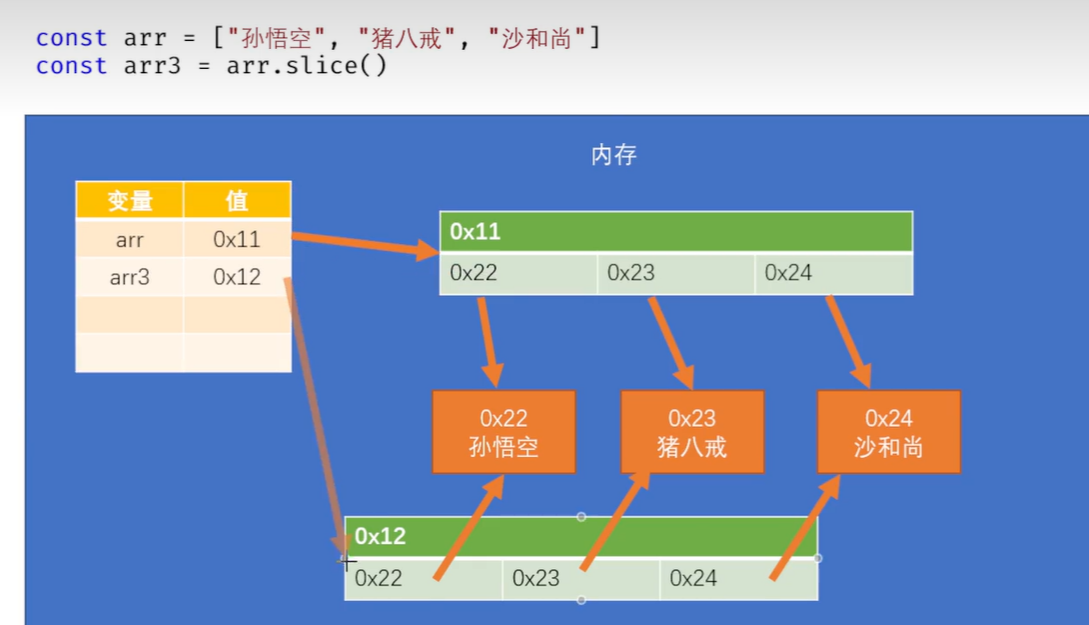 const arr = ["孙悟空", "猪八戒", "沙和尚"]
const arr3 = arr.slice()
内存
变量 值
arr 0x11
arr3 0x12
0x11
0x22 0x23 0x24
0x22
孙悟空
0x23
猪八戒
0x24
沙和尚
0x12
0x22 0x23 0x24